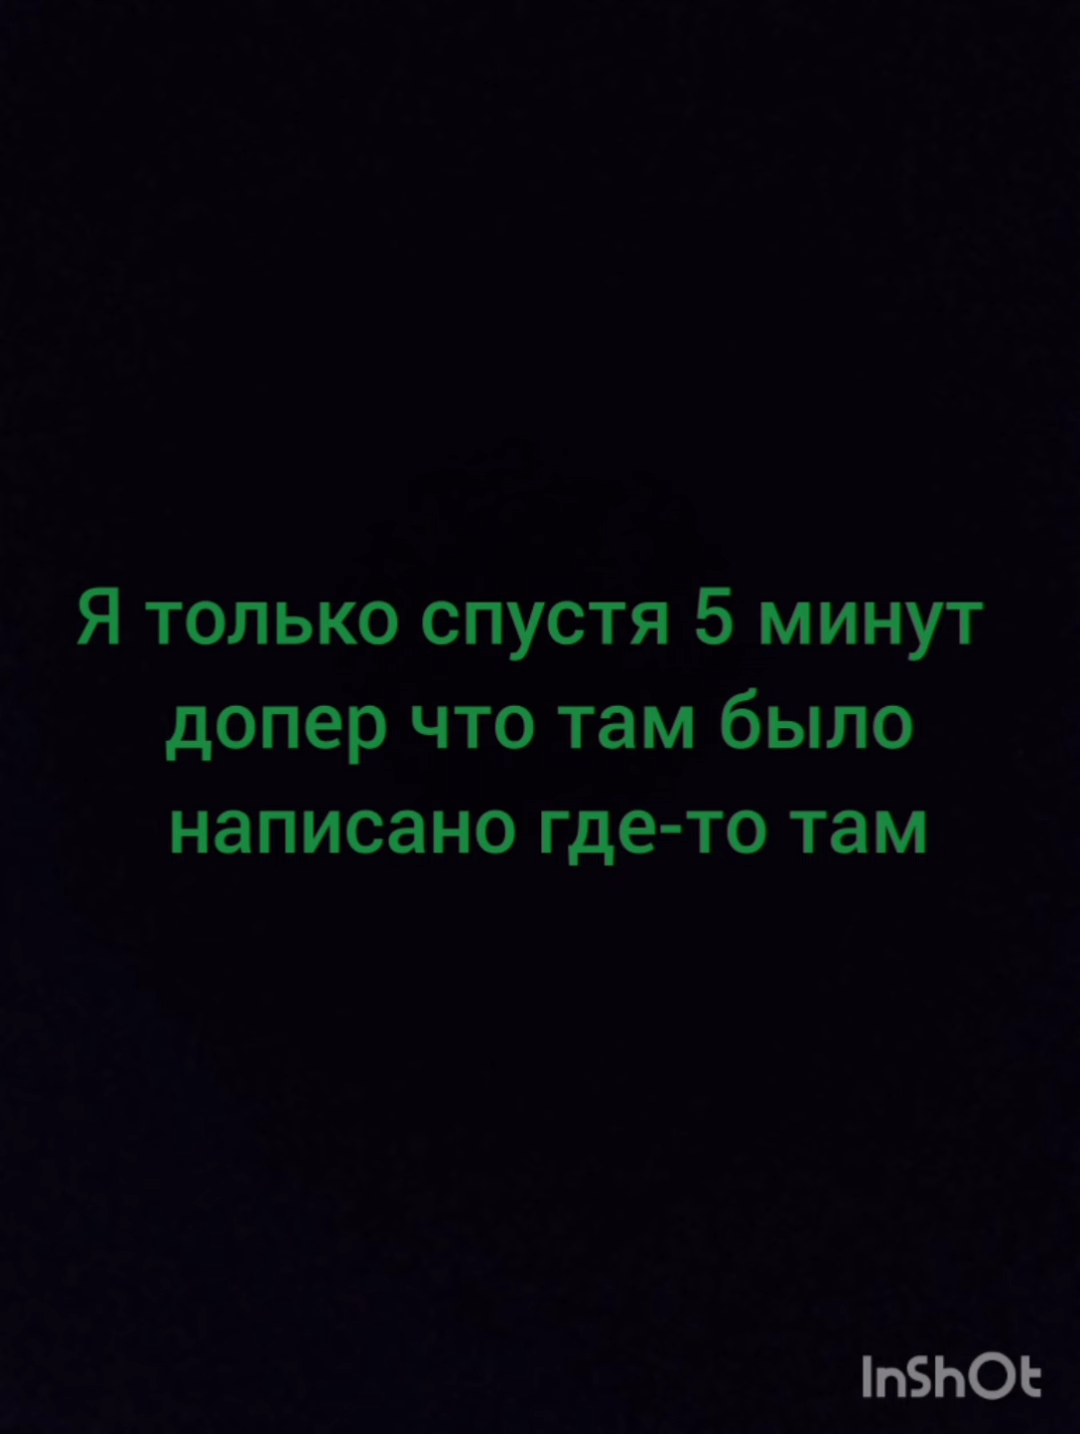 Я только спустя 5 минут
допер что там было
написано где-то там
InShOt